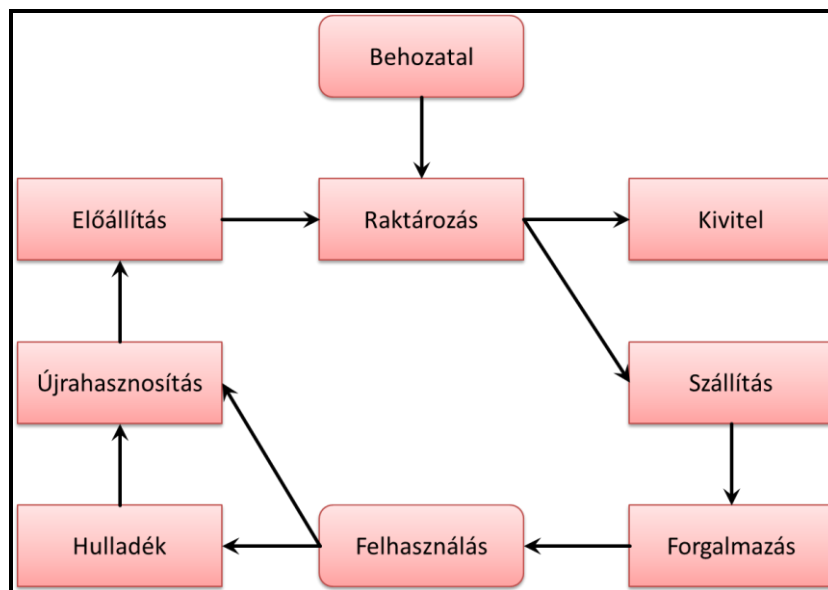 Behozatal
Előállítás
Raktározás
Kivitel
Újrahasznosítás
Szállítás
Hulladék
Felhasználás
Forgalmazás